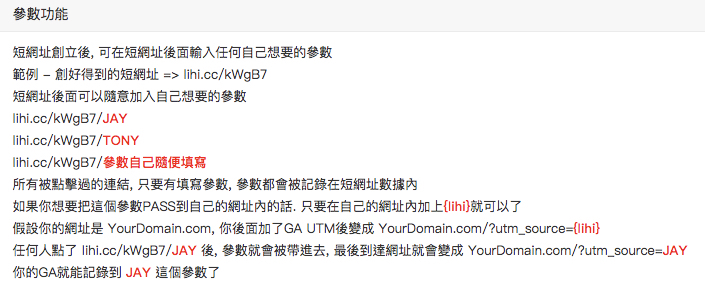 參數功能
短網址創立後, 可在短網址後面輸入任何自己想要的參數
範例 - 創好得到的短網址 => lihi.cc/kWgB7
短網址後面可以隨意加入自己想要的參數
lihi.cc/kWgB7/JAY
lihi.cc/kWgB7/TONY
lihi.cc/kWgB7/參數自己隨便填寫
所有被點擊過的連結, 只要有填寫參數, 參數都會被記錄在短網址數據內
如果你想要把這個參數PASS到自己的網址內的話. 只要在自己的網址內加上{lihi}就可以了
假設你的網址是 YourDomain.com, 你後面加了GA UTM後變成 YourDomain.com/?utm_source={lihi}
任何人點了 lihi.cc/kWgB7/JAY 後, 參數就會被帶進去, 最後到達網址就會變成 YourDomain.com/?utm_source=JAY
你的GA就能記錄到 JAY 這個參數了